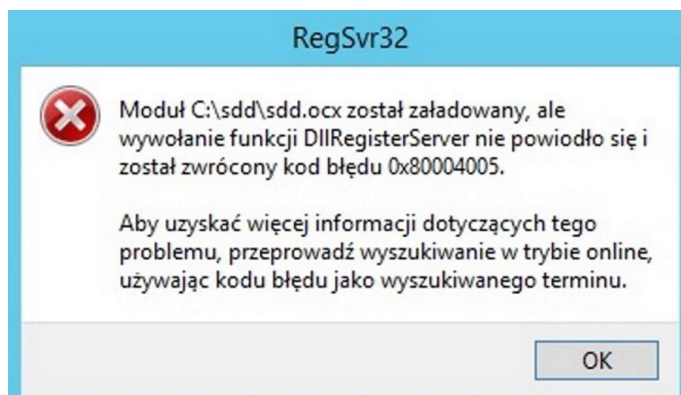 RegSvr32
Moduł C:\sdd\sdd.ocx został załadowany, ale
wywołanie funkcji DllRegisterServer nie powiodło się i
został zwrócony kod błędu 0x80004005.
Aby uzyskać więcej informacji dotyczących tego
problemu, przeprowadź wyszukiwanie w trybie online,
używając kodu błędu jako wyszukiwanego terminu.
OK